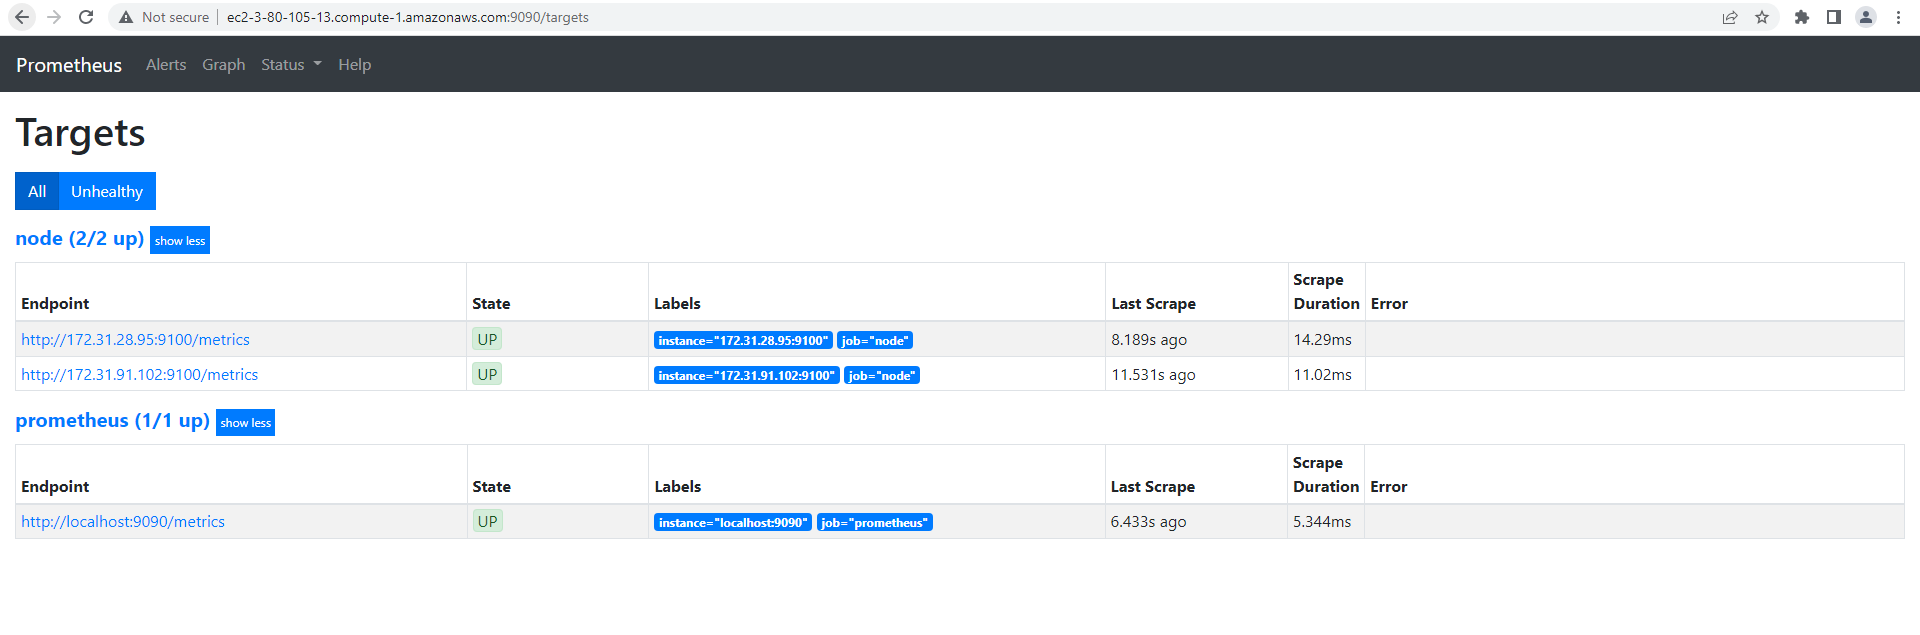 Not secure ec2-3-80-105-13.compute-1.amazonaws.com:9090/targets
Prometheus Alerts Graph Status Help
Targets
All Unhealthy
node (2/2 up) show less
Endpoint State Labels Last Scrape Scrape Duration Error
http://172.31.28.95:9100/metrics UP instance="172.31.28.95:9100" job="node" 8.189s ago 14.29ms
http://172.31.91.102:9100/metrics UP instance="172.31.91.102:9100" job="node" 11.531s ago 11.02ms
prometheus (1/1 up) show less
Endpoint State Labels Last Scrape Scrape Duration Error
http://localhost:9090/metrics UP instance="localhost:9090" job="prometheus" 6.433s ago 5.344ms